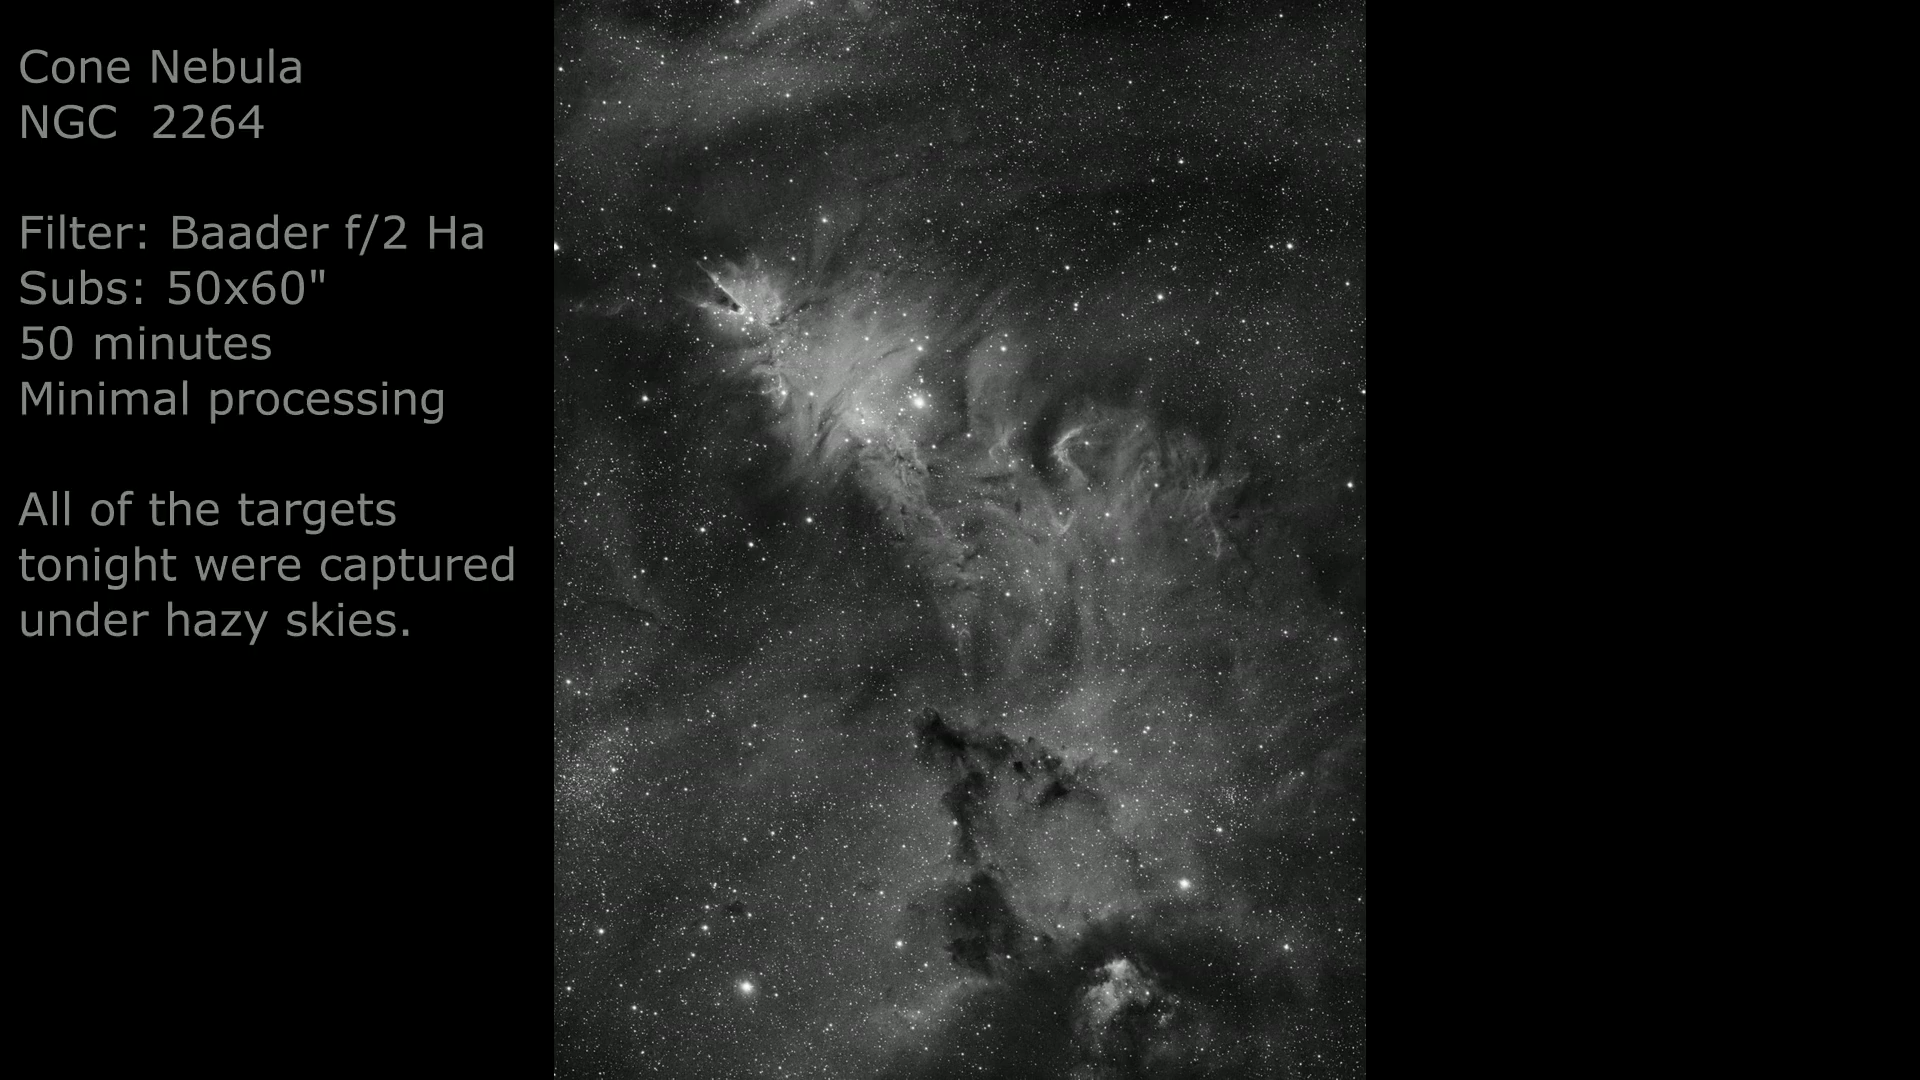 Cone Nebula
NGC  2264
Filter: Baader f/2 Ha
Subs: 50x60"
50 minutes
Minimal processing
All of the targets
tonight were captured
under hazy skies.